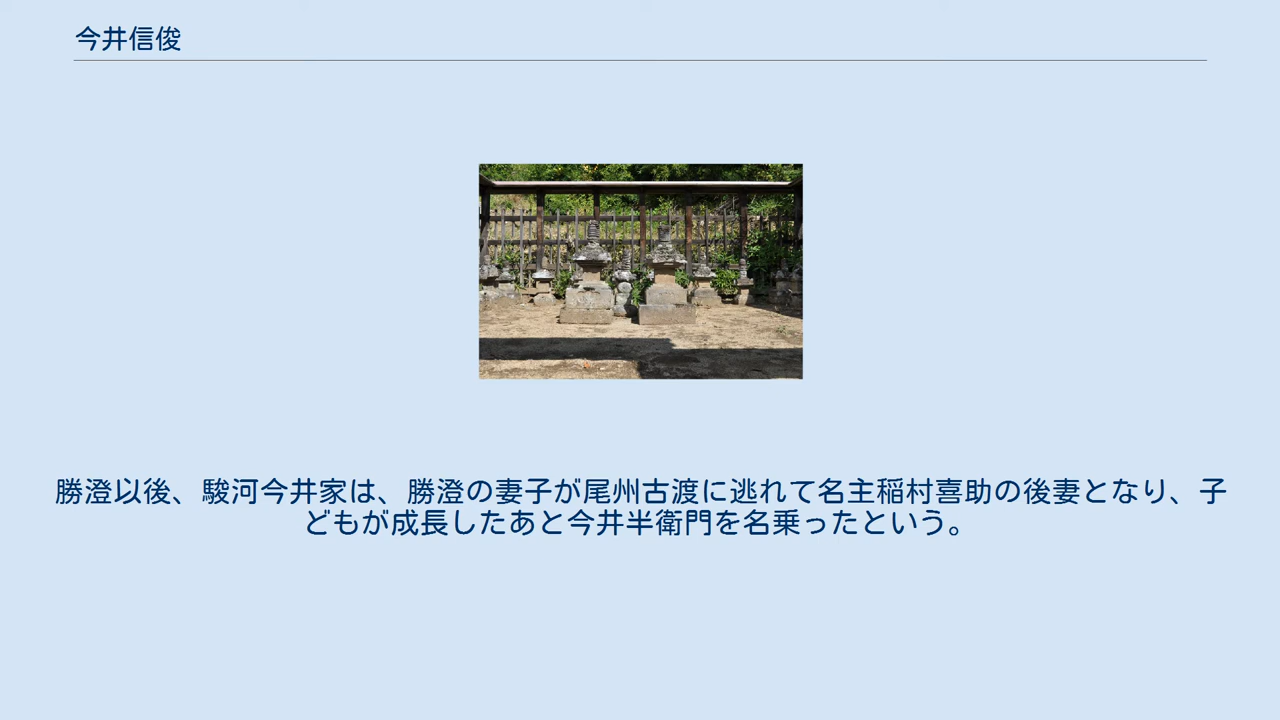 今井信俊
勝澄以後、駿河今井家は、勝澄の妻子が尾州古渡に逃れて名主稲村喜助の後妻となり、子
どもが成長したあと今井半衛門を名乗ったという。